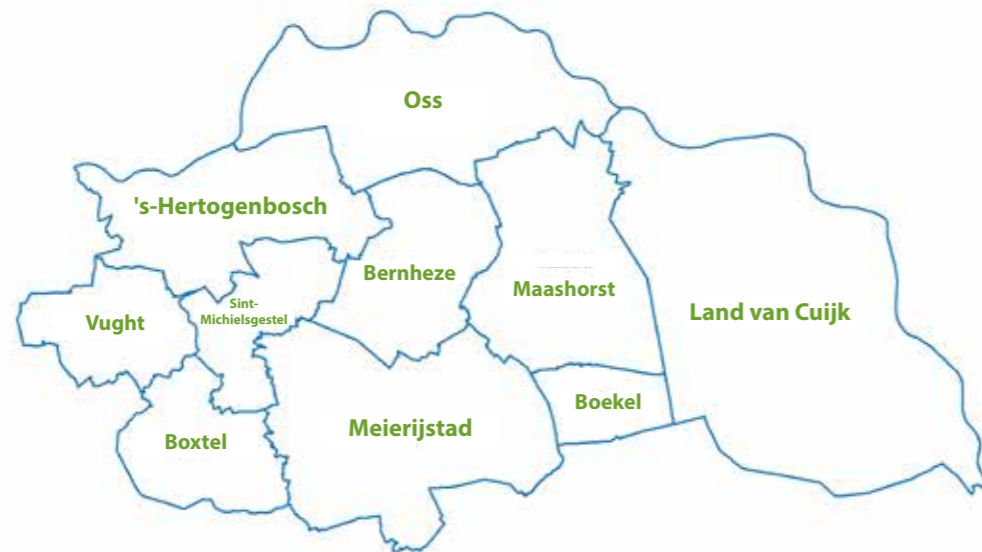 Oss
's-Hertogenbosch
Bernheze
Maashorst
Sint-
Michielsgestel
Vught
Land van Cuijk
Boekel
Meierijstad
Boxtel